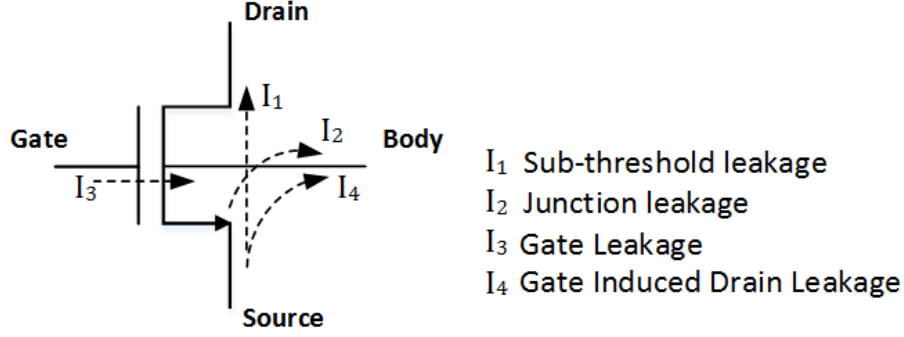 Drain
I₁
Gate
I₂
Body
I₃
I₄
Source
I₁ Sub-threshold leakage
I₂ Junction leakage
I₃ Gate Leakage
I₄ Gate Induced Drain Leakage